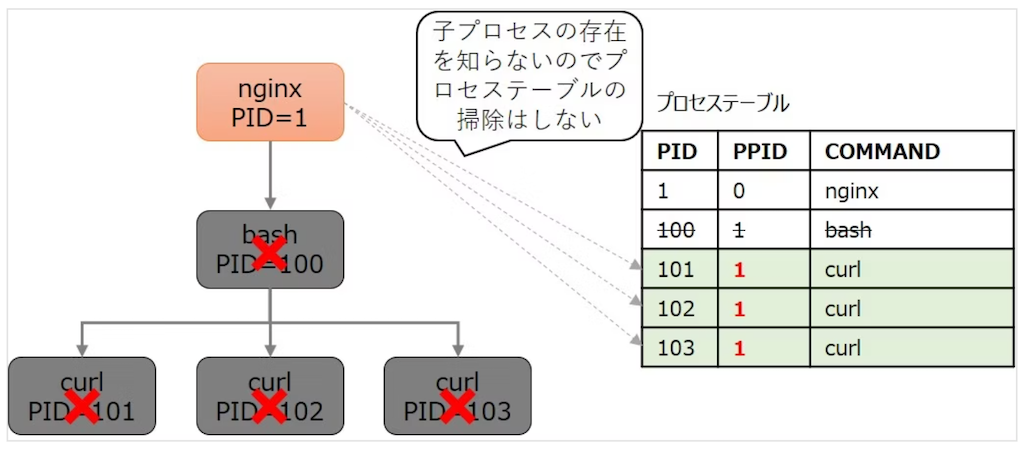 子プロセスの存在
を知らないのでプ
ロセステーブルの
掃除はしない
nginx
PID=1
bash
PID=100
curl
PID=101
curl
PID=102
curl
PID=103
プロセステーブル
PID PPID COMMAND
1 0 nginx
100 1 bash
101 1 curl
102 1 curl
103 1 curl